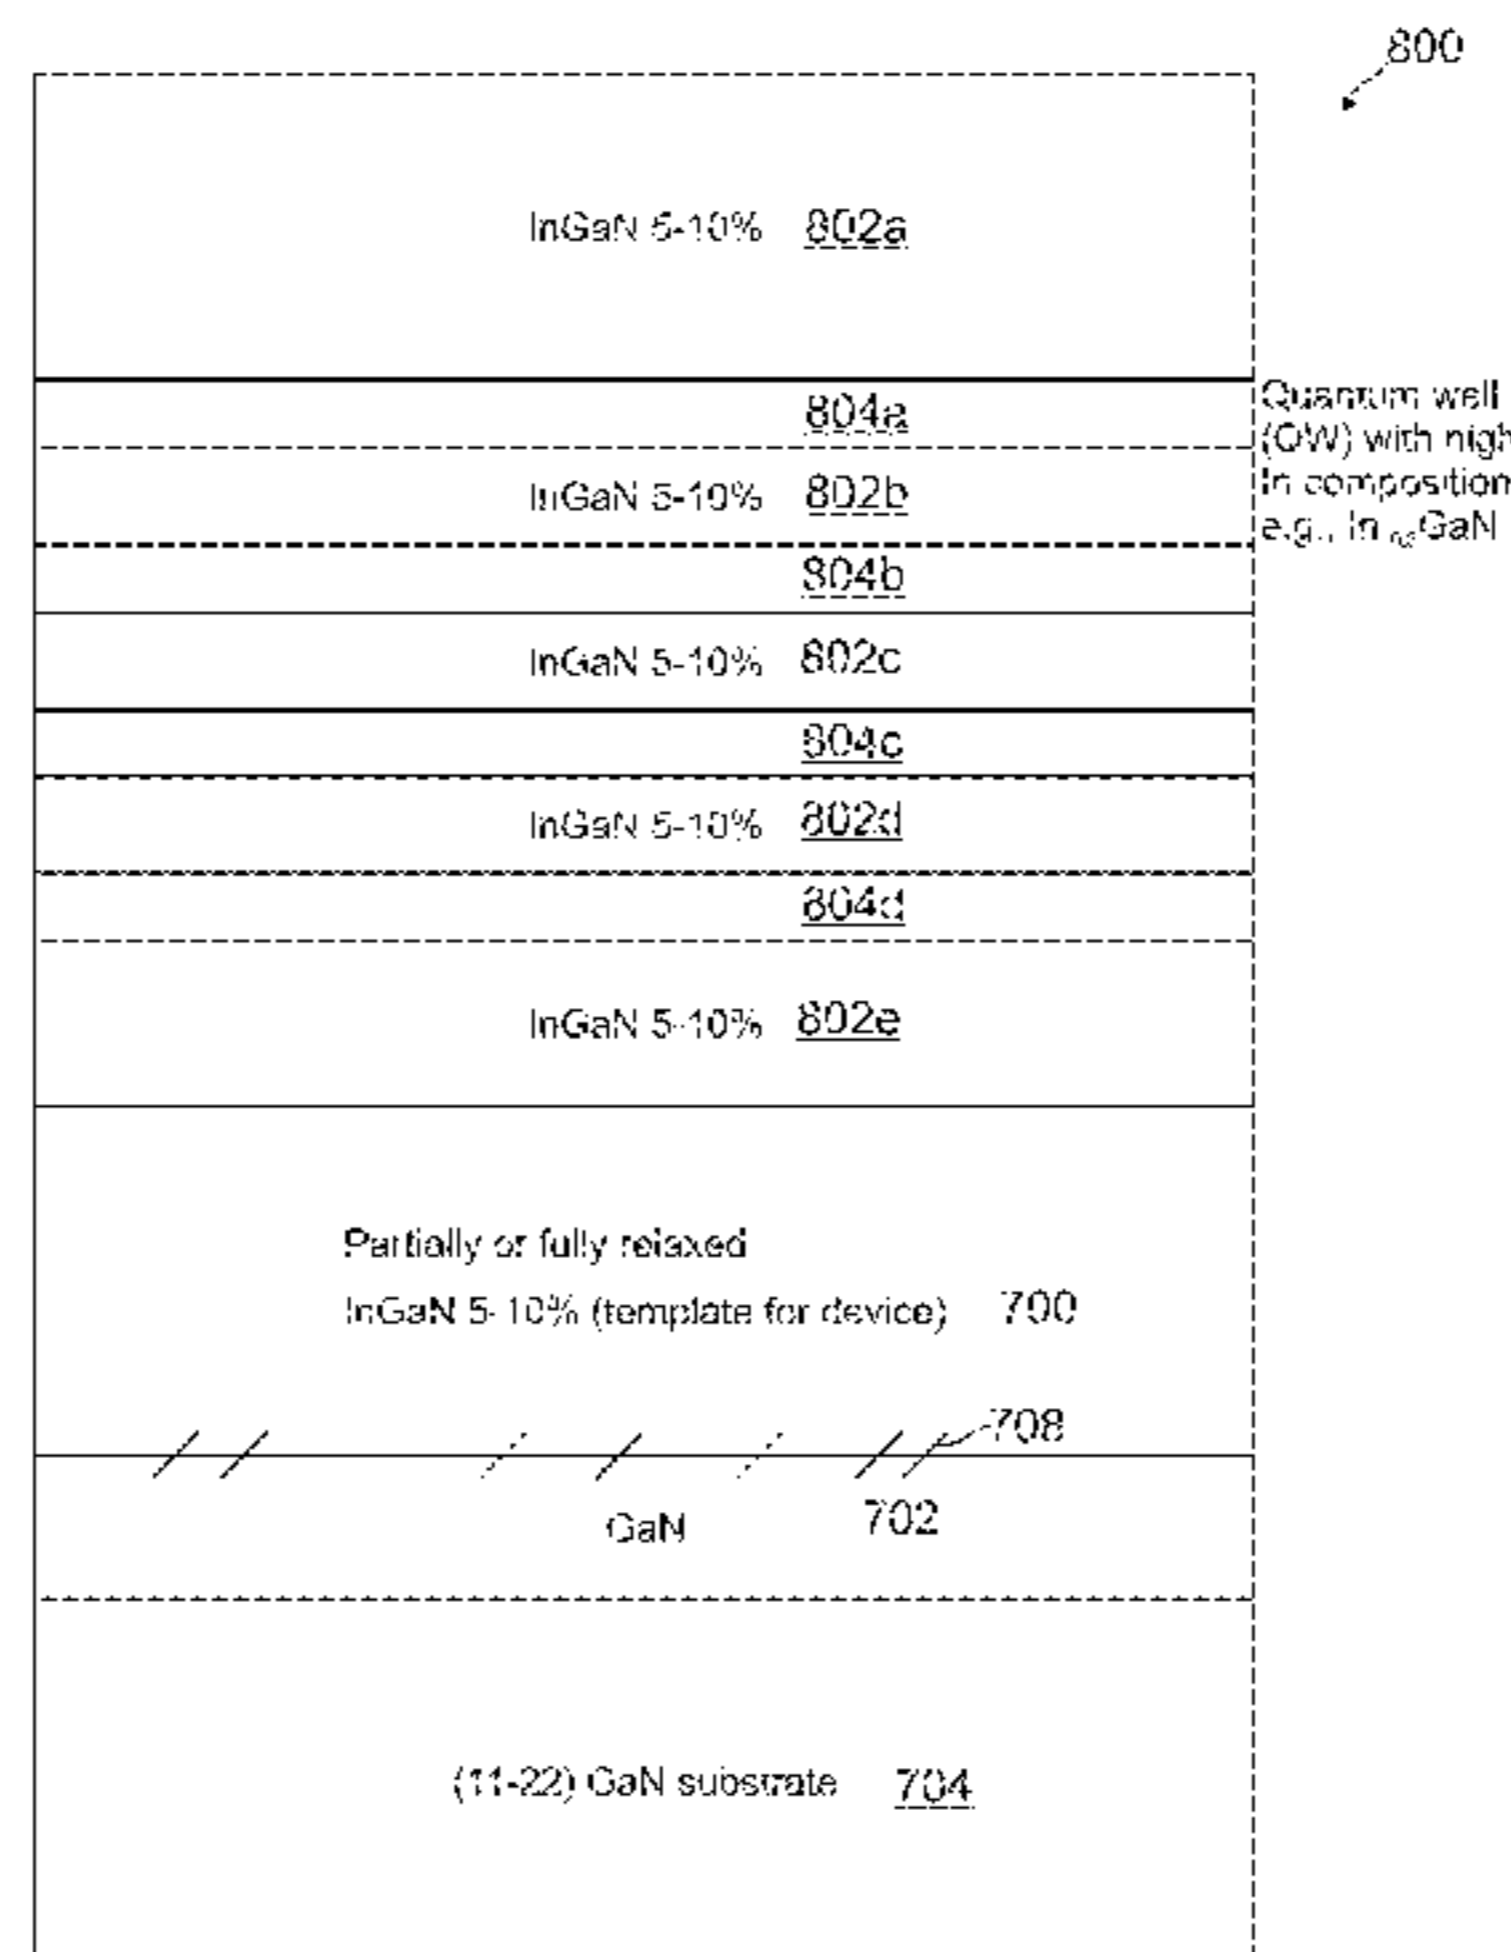 800
InGaN 5-10% 802a
804a
Quantum well
(QW) with high
In composition
e.g., In GaN
InGaN 5-10% 802b
804b
InGaN 5-10% 802c
804c
InGaN 5-10% 802d
804d
InGaN 5-10% 802e
Partially or fully relaxed
InGaN 5-10% (template for device) 700
708
GaN 702
(11-22) GaN substrate 704